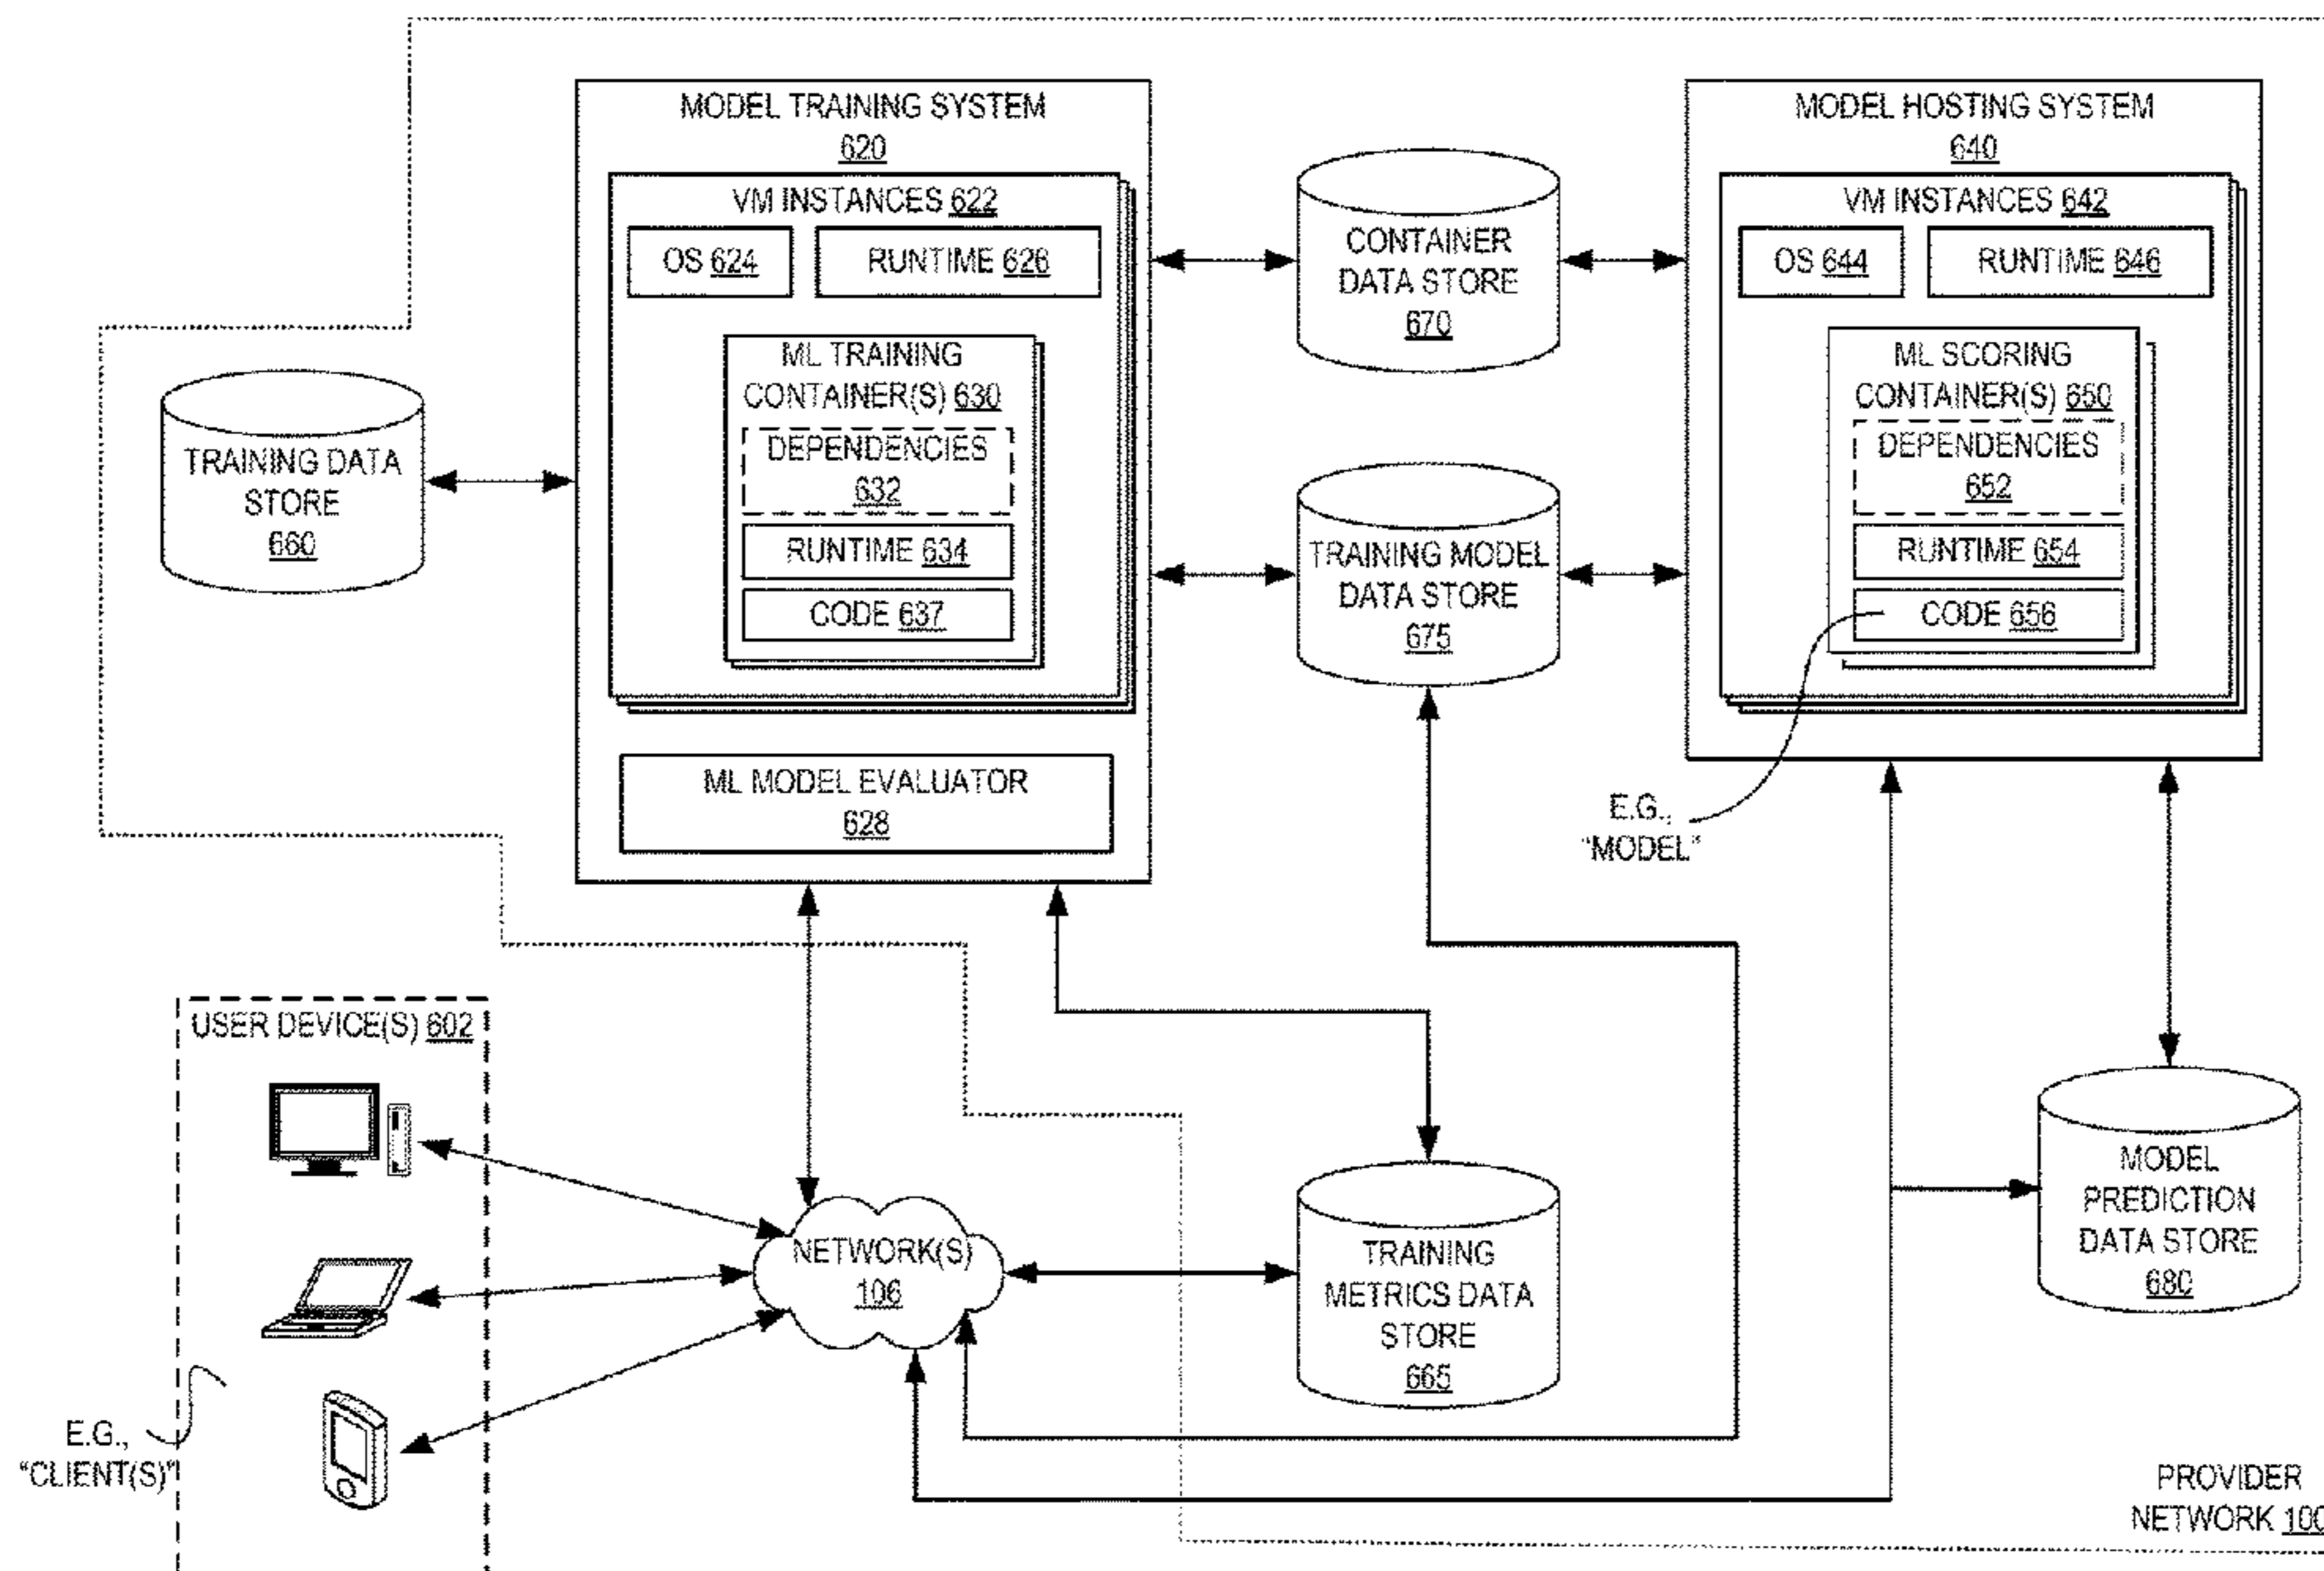 MODEL TRAINING SYSTEM
620
VM INSTANCES 622
OS 624
RUNTIME 626
ML TRAINING
CONTAINER(S) 630
DEPENDENCIES
632
RUNTIME 634
CODE 637
ML MODEL EVALUATOR
628
TRAINING DATA
STORE
660
CONTAINER
DATA STORE
670
TRAINING MODEL
DATA STORE
675
MODEL HOSTING SYSTEM
640
VM INSTANCES 642
OS 644
RUNTIME 646
ML SCORING
CONTAINER(S) 650
DEPENDENCIES
652
RUNTIME 654
CODE 656
E.G.,
"MODEL"
USER DEVICE(S) 602
E.G.,
"CLIENT(S)"
NETWORK(S)
106
TRAINING
METRICS DATA
STORE
665
MODEL
PREDICTION
DATA STORE
680
PROVIDER
NETWORK 100